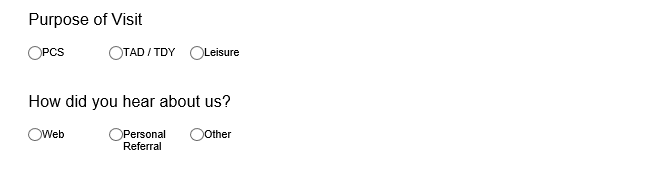 Purpose of Visit
PCS TAD / TDY Leisure
How did you hear about us?
Web Personal Other
Referral